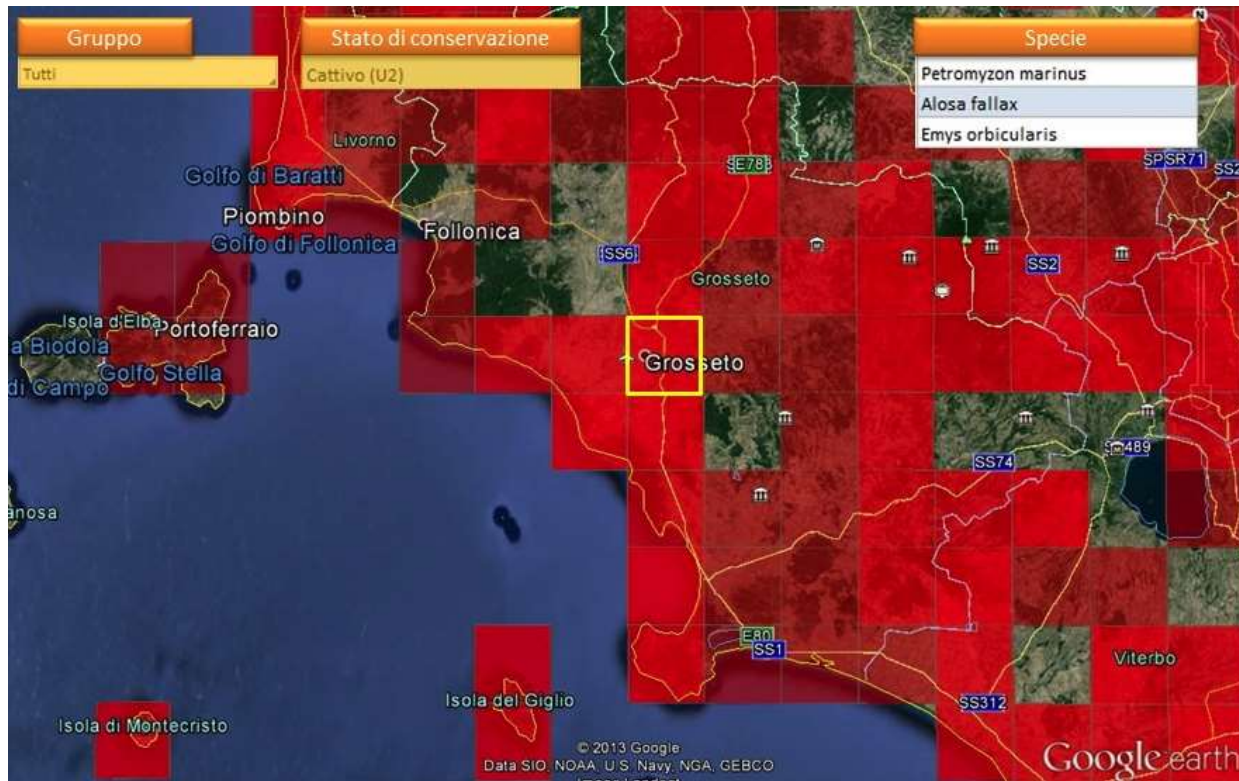 Gruppo
Tutti
Stato di conservazione
Cattivo (U2)
Specie
Petromyzon marinus
Alosa fallax
Emys orbicularis
N
Livorno
E78
SR71
Golfo di Baratti
Piombino
Golfo di Follonica
Follonica
SS2
Grosseto
Isola d'Elba
Portoferraio
a Biodola
Golfo Stella
di Campo
Grosseto
SS74
489
anosa
E80
SS1
Viterbo
Isola del Giglio
SS312
Isola di Montecristo
© 2013 Google
Data SIO, NOAA, U.S. Navy, NGA, GEBCO
Google earth